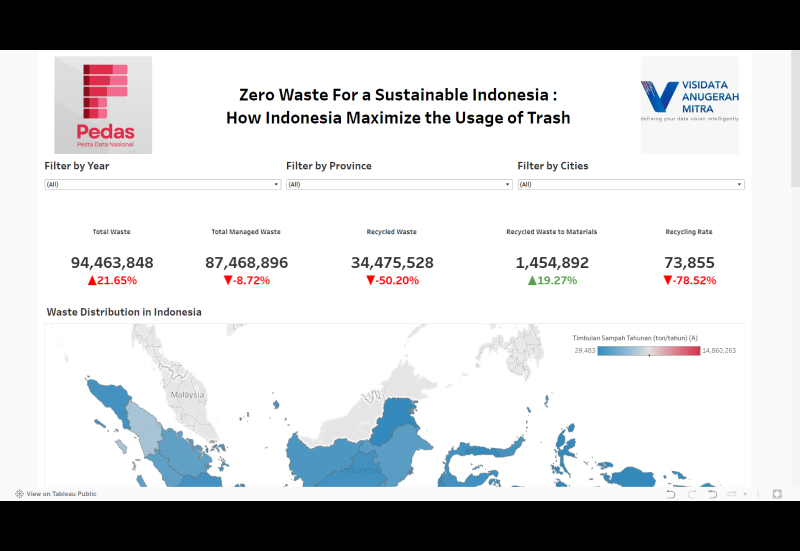 Pedas
Pesta Data Nasional
Zero Waste For a Sustainable Indonesia :
How Indonesia Maximize the Usage of Trash
VISIDATA
ANUGERAH
MITRA
defining your data vision intelligently
Filter by Year
Filter by Province
Filter by Cities
(All)
(All)
(All)
Total Waste
Total Managed Waste
Recycled Waste
Recycled Waste to Materials
Recycling Rate
94,463,848
87,468,896
34,475,528
1,454,892
73,855
▲21.65%
▼-8.72%
▼-50.20%
▲19.27%
▼-78.52%
Waste Distribution in Indonesia
Timbulan Sampah Tahunan (ton/tahun) (A)
29,483
14,860,263
Malaysia
Indonesia
View on Tableau Public